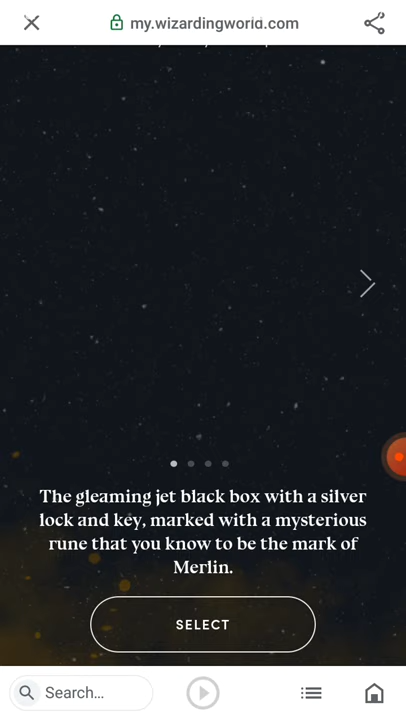 my.wizardingworld.com
The gleaming jet black box with a silver
lock and key, marked with a mysterious
rune that you know to be the mark of
Merlin.
SELECT
Search...